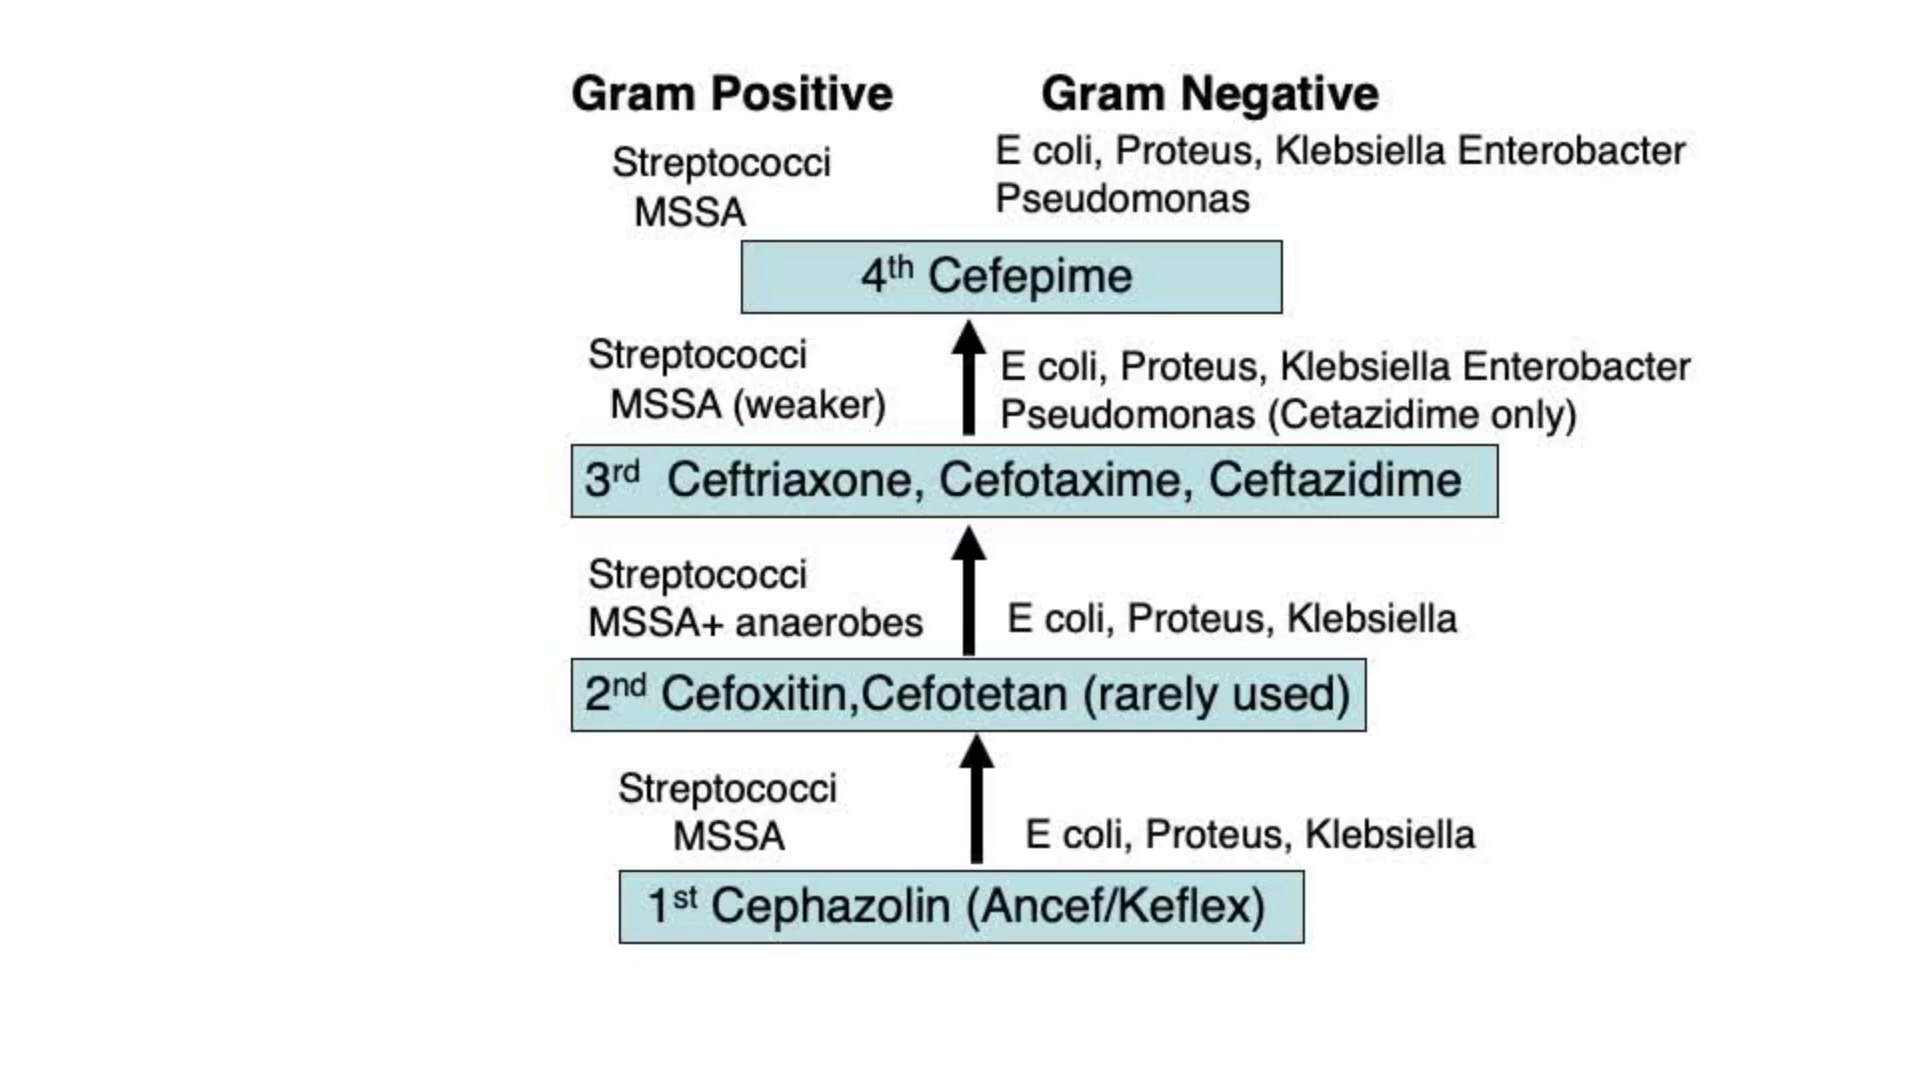 Gram Positive
Gram Negative
Streptococci
MSSA
E coli, Proteus, Klebsiella Enterobacter
Pseudomonas
4th Cefepime
Streptococci
MSSA (weaker)
E coli, Proteus, Klebsiella Enterobacter
Pseudomonas (Cetazidime only)
3rd Ceftriaxone, Cefotaxime, Ceftazidime
Streptococci
MSSA+ anaerobes
E coli, Proteus, Klebsiella
2nd Cefoxitin,Cefotetan (rarely used)
Streptococci
MSSA
E coli, Proteus, Klebsiella
1st Cephazolin (Ancef/Keflex)